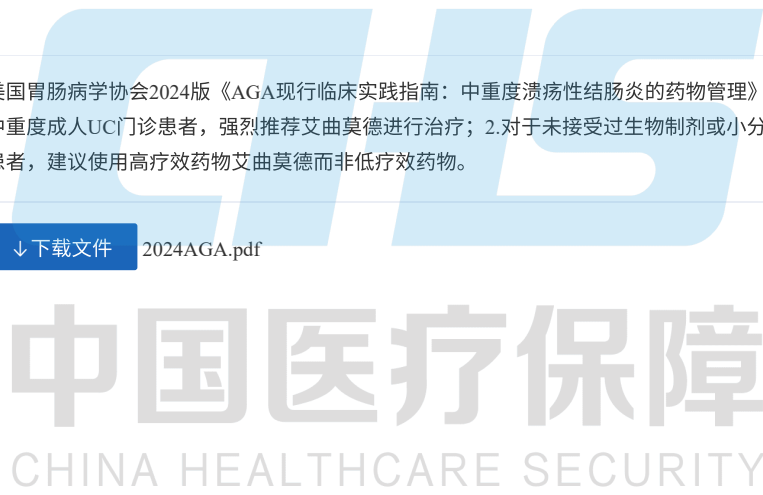 美国胃肠病学协会2024版《AGA现行临床实践指南：中重度溃疡性结肠炎的药物管理》
中重度成人UC门诊患者，强烈推荐艾曲莫德进行治疗；2.对于未接受过生物制剂或小分
患者，建议使用高疗效药物艾曲莫德而非低疗效药物。
↓下载文件 2024AGA.pdf
CHS
中国医疗保障
CHINA HEALTHCARE SECURITY